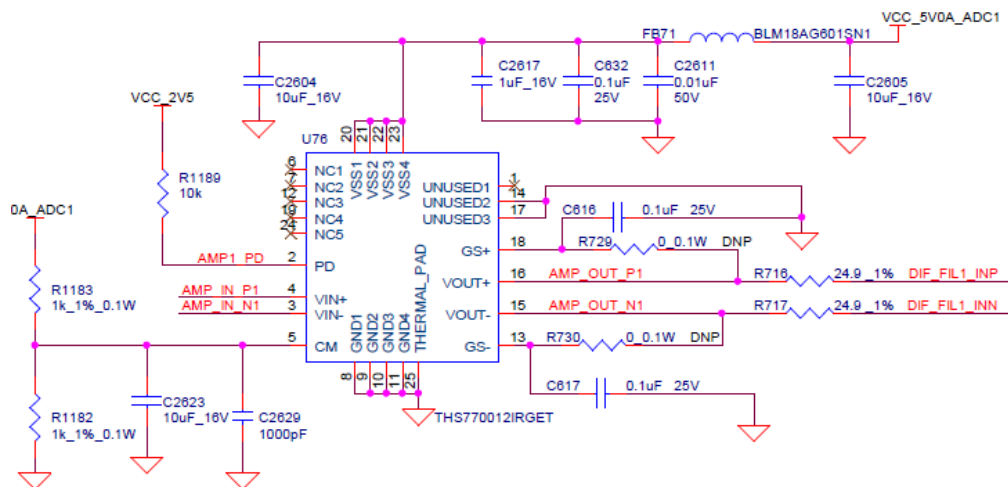 VCC_5V0A_ADC1
FB71 BLM18AG601SN1
C2604
10uF_16V
C2617
1uF_16V
C632
0.1uF
25V
C2611
0.01uF
50V
C2605
10uF_16V
VCC_2V5
R1189
10k
U76
20 21 22 23
VSS1 VSS2 VSS3 VSS4
6 NC1
7 NC2
12 NC3
19 NC4
24 NC5
UNUSED1 1
UNUSED2 14
UNUSED3 17
C616 0.1uF 25V
0A_ADC1
AMP1_PD 2 PD
GS+ 18 R729 0_0.1W DNP
R1183
1k_1%_0.1W
AMP_IN_P1 4 VIN+
AMP_IN_N1 3 VIN-
VOUT+ 16 AMP_OUT_P1 R716 24.9 _1% DIF_FIL1_INP
VOUT- 15 AMP_OUT_N1 R717 24.9 _1% DIF_FIL1_INN
5 CM
GS- 13 R730 0_0.1W DNP
GND1 GND2 GND3 GND4 THERMAL_PAD
8 9 10 11 25
C617 0.1uF 25V
R1182
1k_1%_0.1W
C2623
10uF_16V
C2629
1000pF
THS770012IRGET